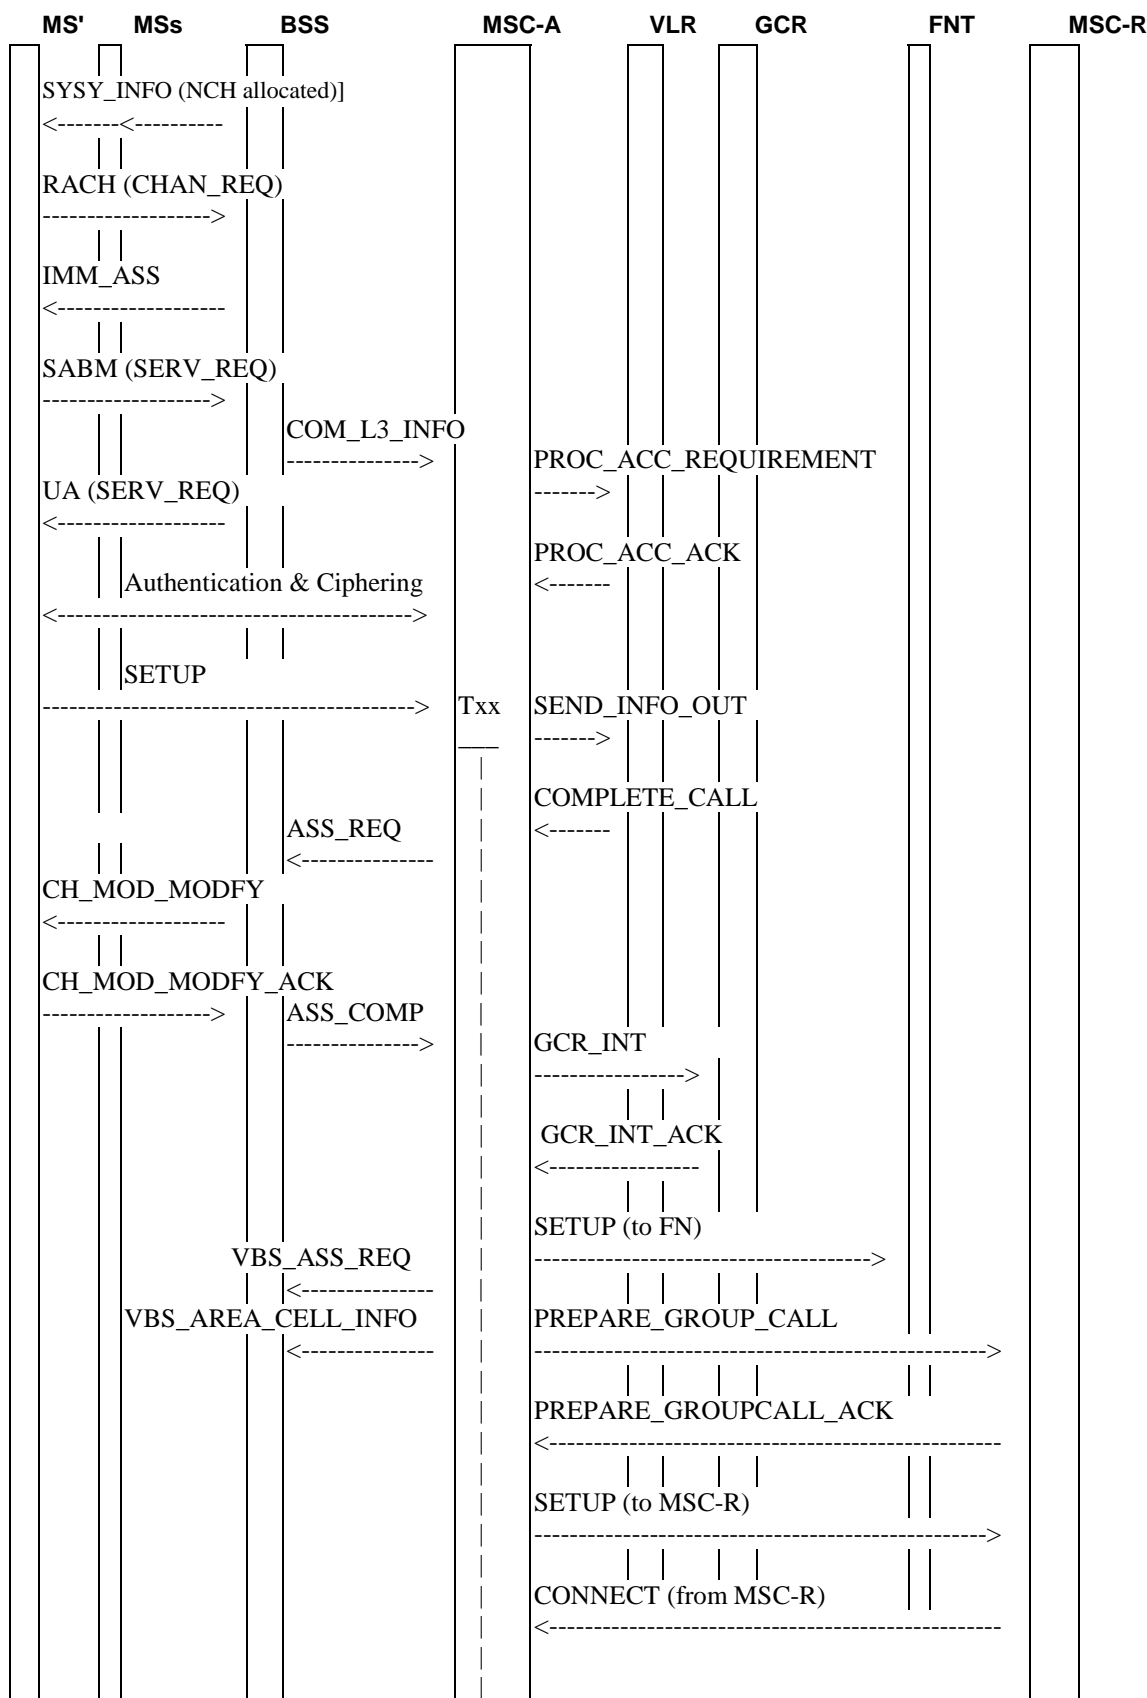 MS' MSs BSS MSC-A VLR GCR FNT MSC-R
SYSY_INFO (NCH allocated)]
<-------<----------
RACH (CHAN_REQ)
------------------->
IMM_ASS
<-------------------
SABM (SERV_REQ)
------------------->
COM_L3_INFO
---------------> PROC_ACC_REQUIREMENT
UA (SERV_REQ) ------->
<-------------------
PROC_ACC_ACK
Authentication & Ciphering <-------
<---------------------------------------->
SETUP
------------------------------------------> Txx SEND_INFO_OUT
___ ------->
COMPLETE_CALL
ASS_REQ <-------
<---------------
CH_MOD_MODFY
<-------------------
CH_MOD_MODFY_ACK
-------------------> ASS_COMP
---------------> GCR_INT
----------------->
GCR_INT_ACK
<-----------------
SETUP (to FN)
VBS_ASS_REQ -------------------------------------->
<---------------
VBS_AREA_CELL_INFO PREPARE_GROUP_CALL
<--------------- --------------------------------------------------->
PREPARE_GROUPCALL_ACK
<---------------------------------------------------
SETUP (to MSC-R)
--------------------------------------------------->
CONNECT (from MSC-R)
<---------------------------------------------------